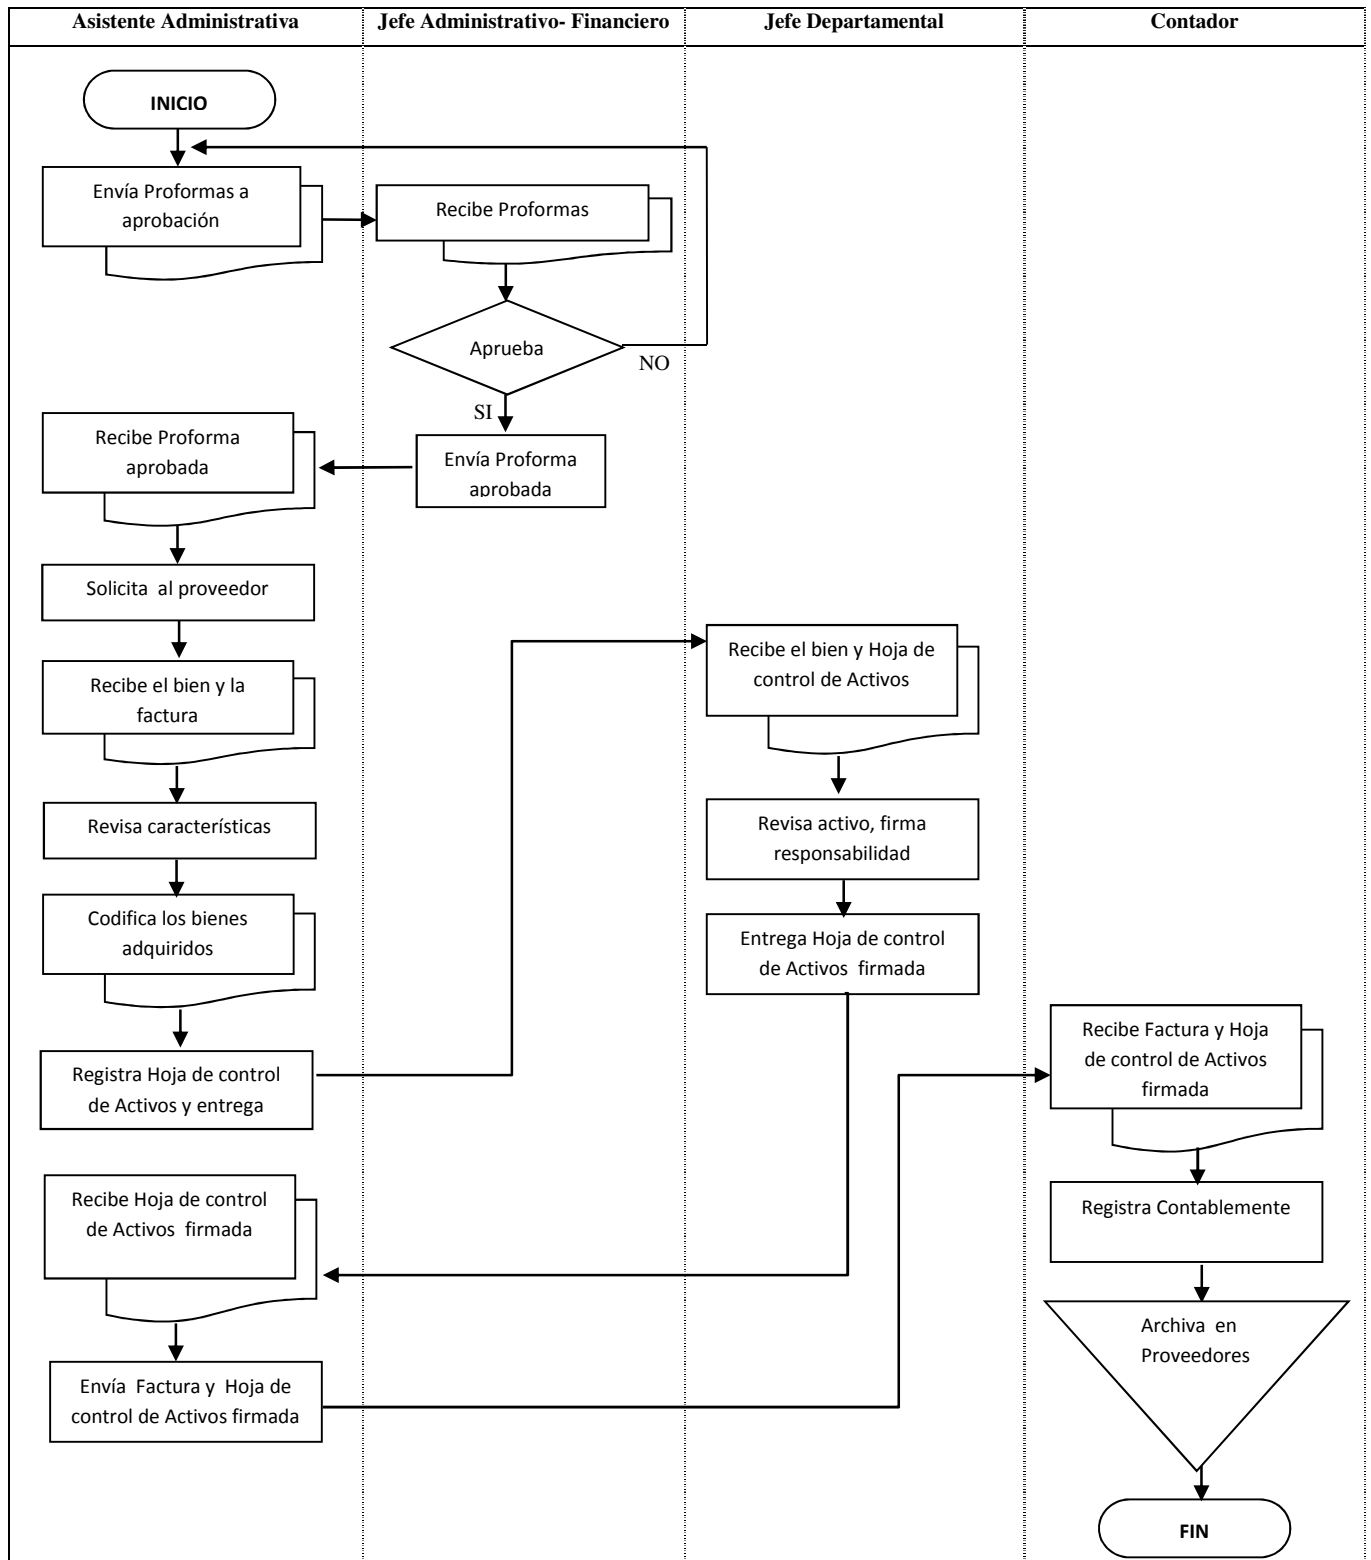 Asistente Administrativa
Jefe Administrativo- Financiero
Jefe Departamental
Contador
INICIO
Envía Proformas a
aprobación
Recibe Proformas
Aprueba
NO
SI
Envía Proforma
aprobada
Recibe Proforma
aprobada
Solicita al proveedor
Recibe el bien y la
factura
Revisa características
Codifica los bienes
adquiridos
Registra Hoja de control
de Activos y entrega
Recibe el bien y Hoja de
control de Activos
Revisa activo, firma
responsabilidad
Entrega Hoja de control
de Activos firmada
Recibe Hoja de control
de Activos firmada
Envía Factura y Hoja de
control de Activos firmada
Recibe Factura y Hoja
de control de Activos
firmada
Registra Contablemente
Archiva en
Proveedores
FIN